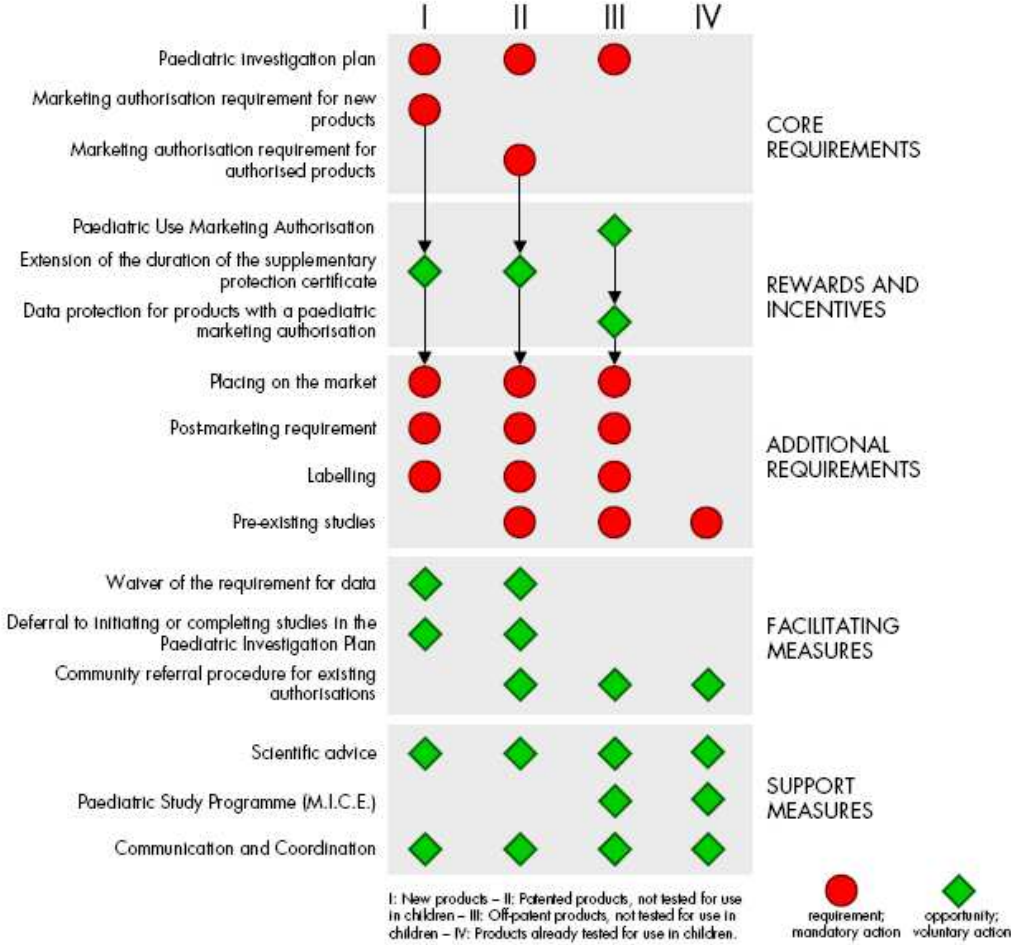 I II III IV
Paediatric investigation plan
Marketing authorisation requirement for new
products
Marketing authorisation requirement for
authorised products
CORE
REQUIREMENTS
Paediatric Use Marketing Authorisation
Extension of the duration of the supplementary
protection certificate
Data protection for products with a paediatric
marketing authorisation
REWARDS AND
INCENTIVES
Placing on the market
Post-marketing requirement
Labelling
Pre-existing studies
ADDITIONAL
REQUIREMENTS
Waiver of the requirement for data
Deferral to initiating or completing studies in the
Paediatric Investigation Plan
Community referral procedure for existing
authorisations
FACILITATING
MEASURES
Scientific advice
Paediatric Study Programme (M.I.C.E.)
Communication and Coordination
SUPPORT
MEASURES
I: New products – II: Patented products, not tested for use
in children – III: Off-patent products, not tested for use in
children – IV: Products already tested for use in children.
requirement;
mandatory action
opportunity;
voluntary action